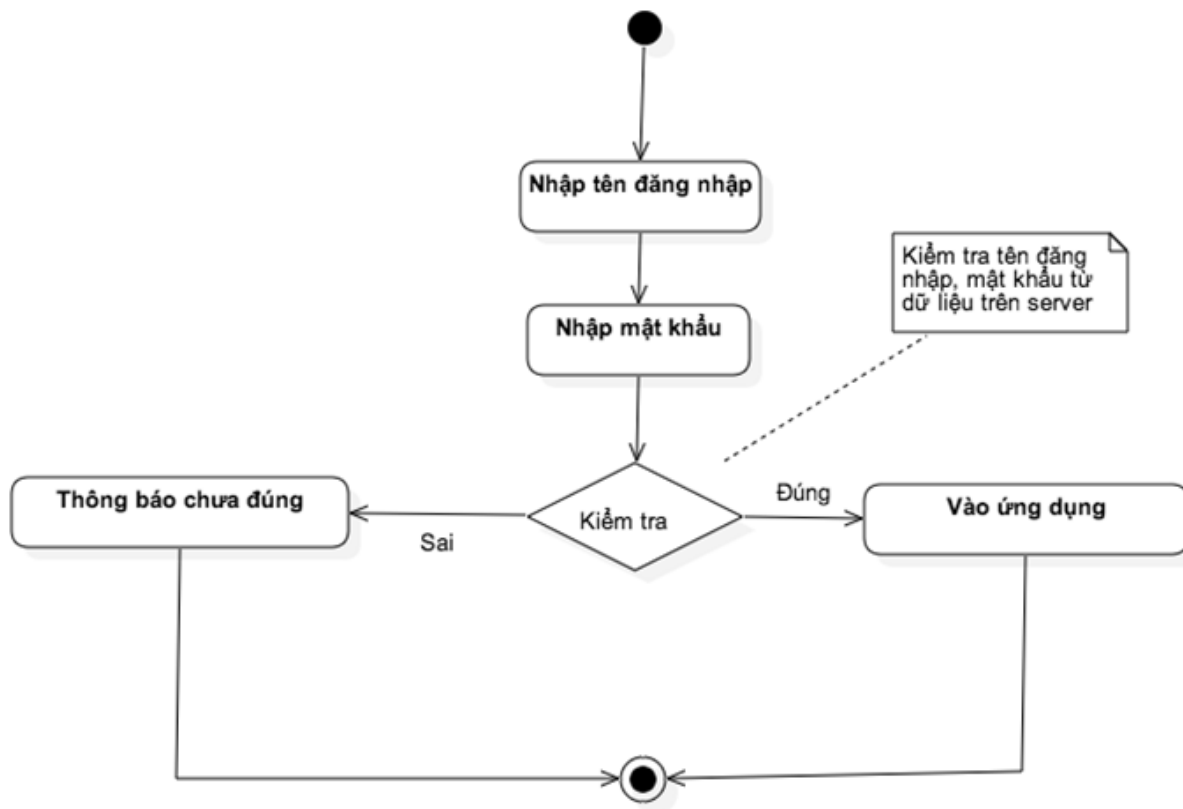 Nhập tên đăng nhập
Kiểm tra tên đăng
nhập, mật khẩu từ
dữ liệu trên server
Nhập mật khẩu
Thông báo chưa đúng
Sai
Kiểm tra
Đúng
Vào ứng dụng